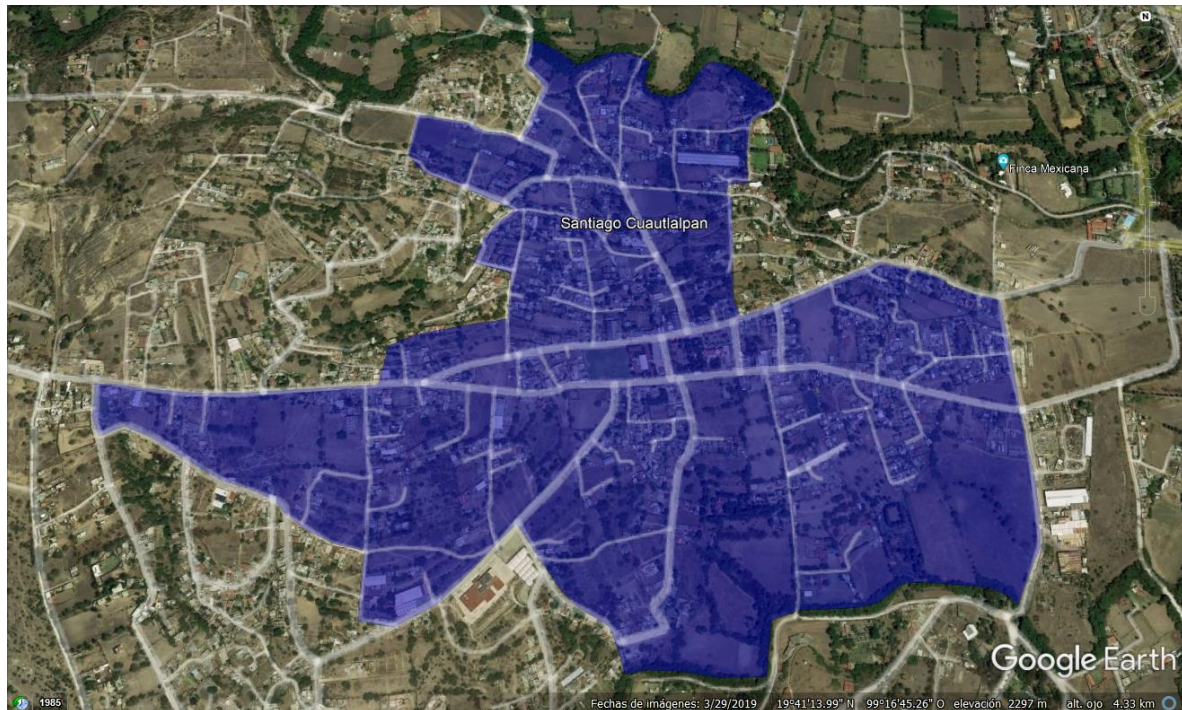 N
Finca Mexicana
Santiago Cuautlalpan
Google Earth
1985
Fechas de imágenes: 3/29/2019 19°41'13.99" N 99°16'45.26" O elevación 2297 m alt. ojo 4.33 km